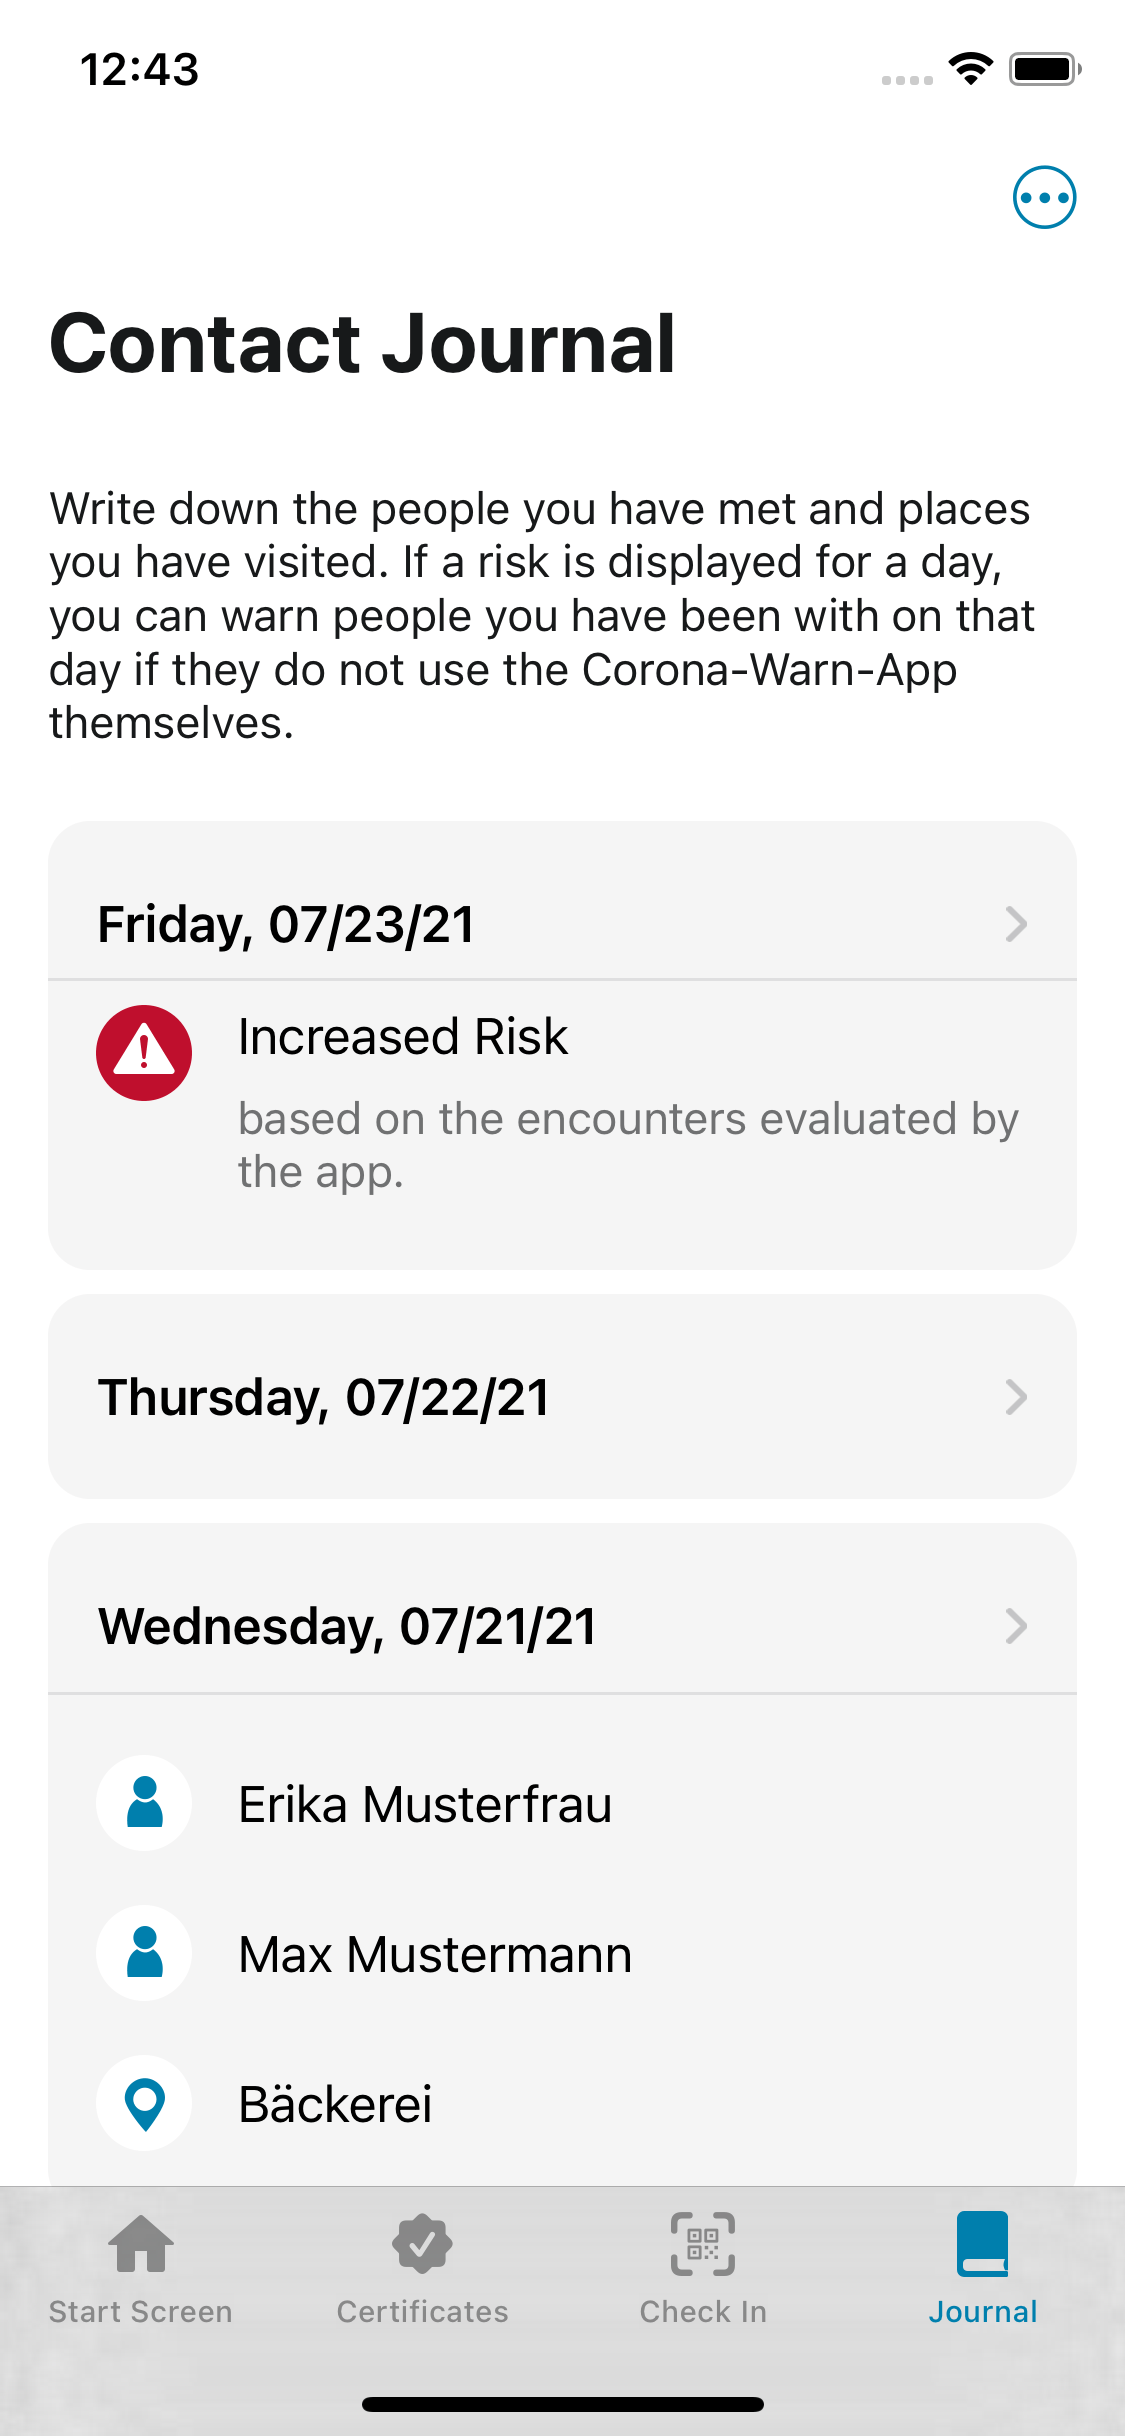 12:43
Contact Journal
Write down the people you have met and places
you have visited. If a risk is displayed for a day,
you can warn people you have been with on that
day if they do not use the Corona-Warn-App
themselves.
Friday, 07/23/21
Increased Risk
based on the encounters evaluated by
the app.
Thursday, 07/22/21
Wednesday, 07/21/21
Erika Musterfrau
Max Mustermann
Bäckerei
Start Screen
Certificates
Check In
Journal